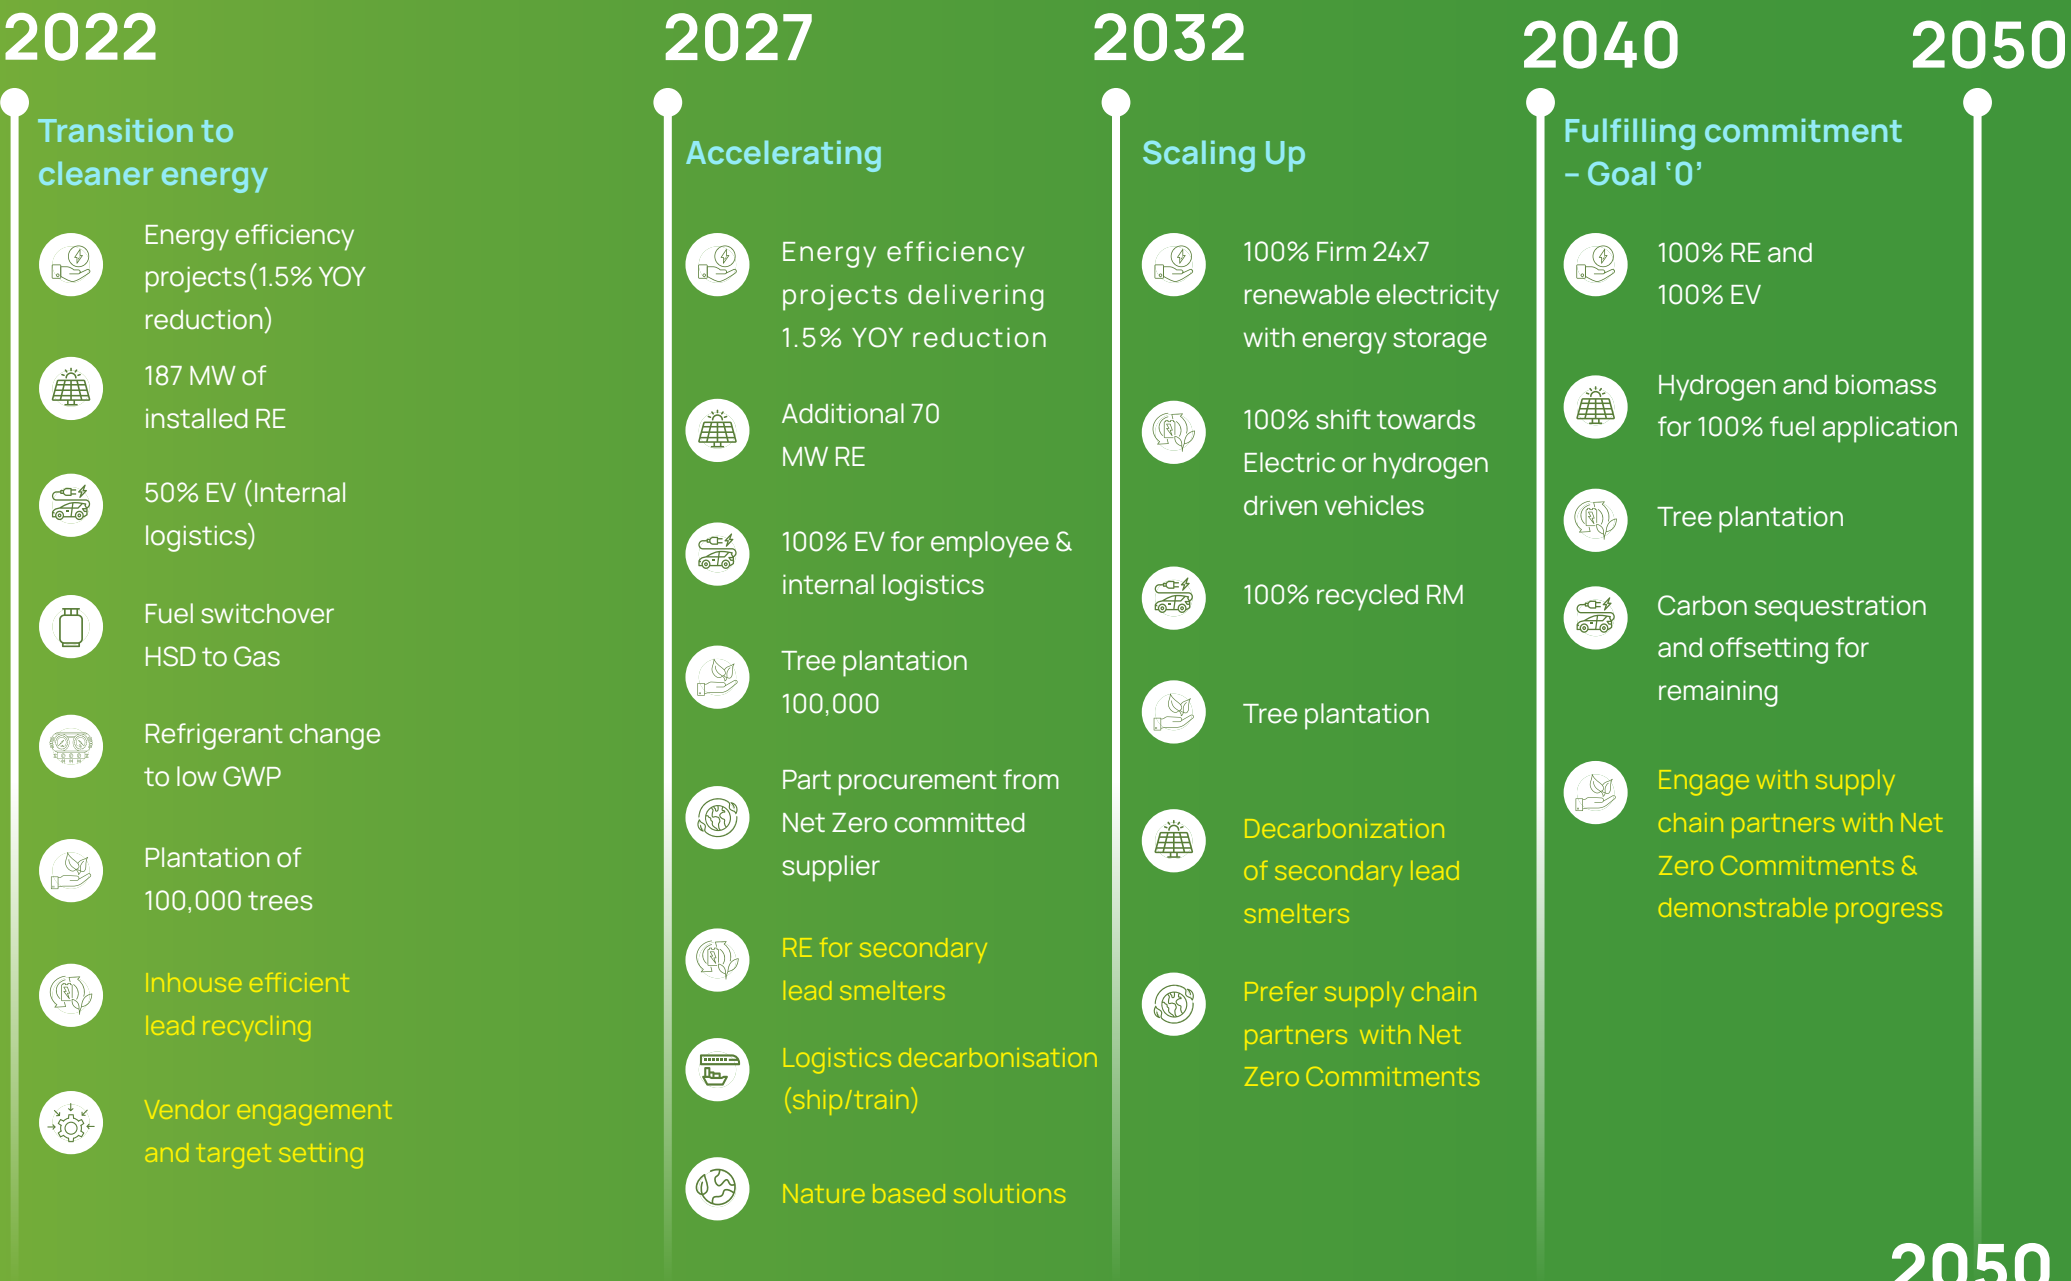 2022
Transition to
cleaner energy
Energy efficiency
projects(1.5% YOY
reduction)
187 MW of
installed RE
50% EV (Internal
logistics)
Fuel switchover
HSD to Gas
Refrigerant change
to low GWP
Plantation of
100,000 trees
Inhouse efficient
lead recycling
Vendor engagement
and target setting
2027
Accelerating
Energy efficiency
projects delivering
1.5% YOY reduction
Additional 70
MW RE
100% EV for employee &
internal logistics
Tree plantation
100,000
Part procurement from
Net Zero committed
supplier
RE for secondary
lead smelters
Logistics decarbonisation
(ship/train)
Nature based solutions
2032
Scaling Up
100% Firm 24x7
renewable electricity
with energy storage
100% shift towards
Electric or hydrogen
driven vehicles
100% recycled RM
Tree plantation
Decarbonization
of secondary lead
smelters
Prefer supply chain
partners with Net
Zero Commitments
2040
Fulfilling commitment
– Goal ‘0’
100% RE and
100% EV
Hydrogen and biomass
for 100% fuel application
Tree plantation
Carbon sequestration
and offsetting for
remaining
Engage with supply
chain partners with Net
Zero Commitments &
demonstrable progress
2050
2050